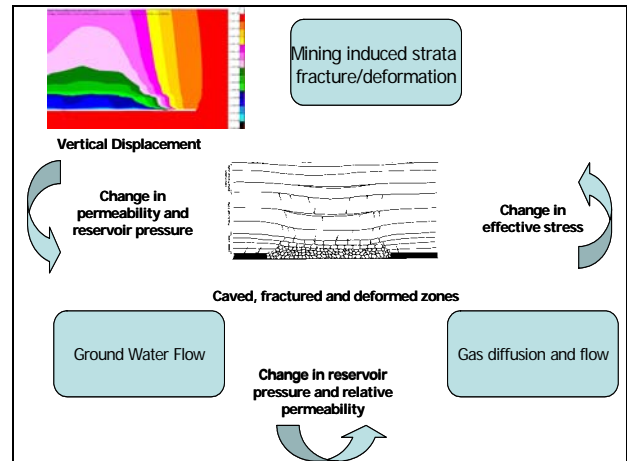 Mining induced strata
fracture/deformation
Vertical Displacement
Change in
permeability and
reservoir pressure
Change in
effective stress
Caved, fractured and deformed zones
Ground Water Flow
Gas diffusion and flow
Change in reservoir
pressure and relative
permeability